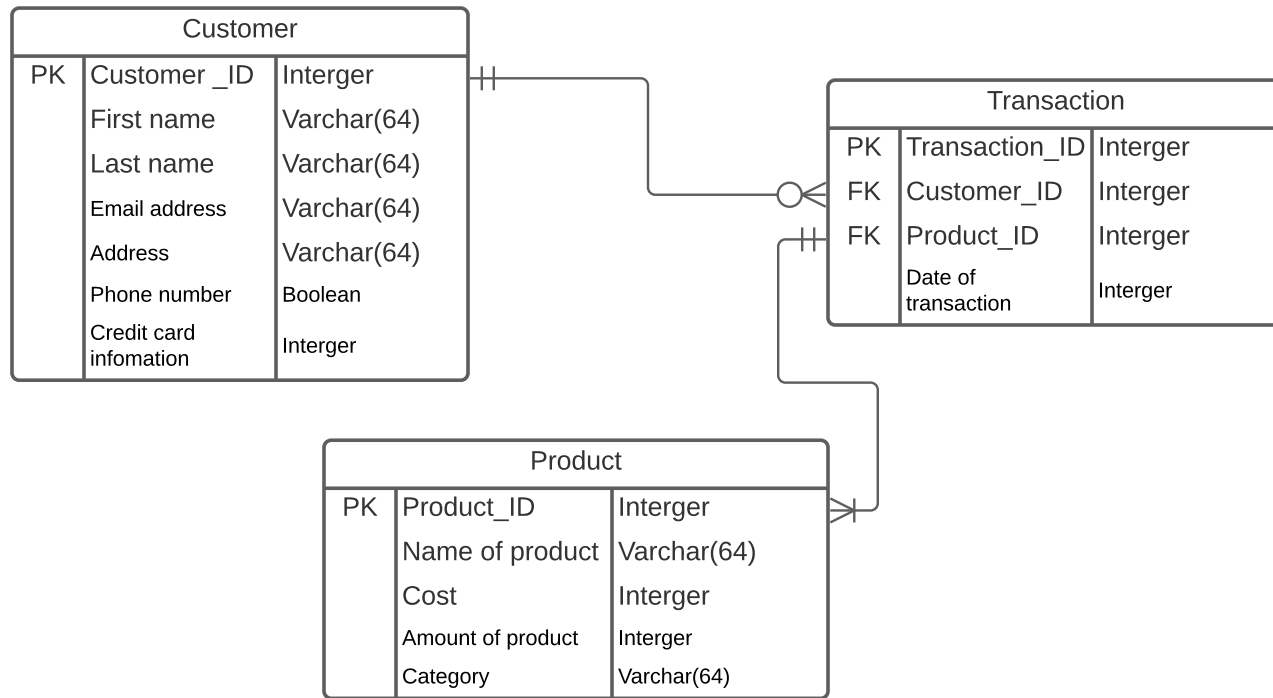 Customer
PK Customer _ID Interger
First name Varchar(64)
Last name Varchar(64)
Email address Varchar(64)
Address Varchar(64)
Phone number Boolean
Credit card
infomation Interger
Transaction
PK Transaction_ID Interger
FK Customer_ID Interger
FK Product_ID Interger
Date of
transaction Interger
Product
PK Product_ID Interger
Name of product Varchar(64)
Cost Interger
Amount of product Interger
Category Varchar(64)